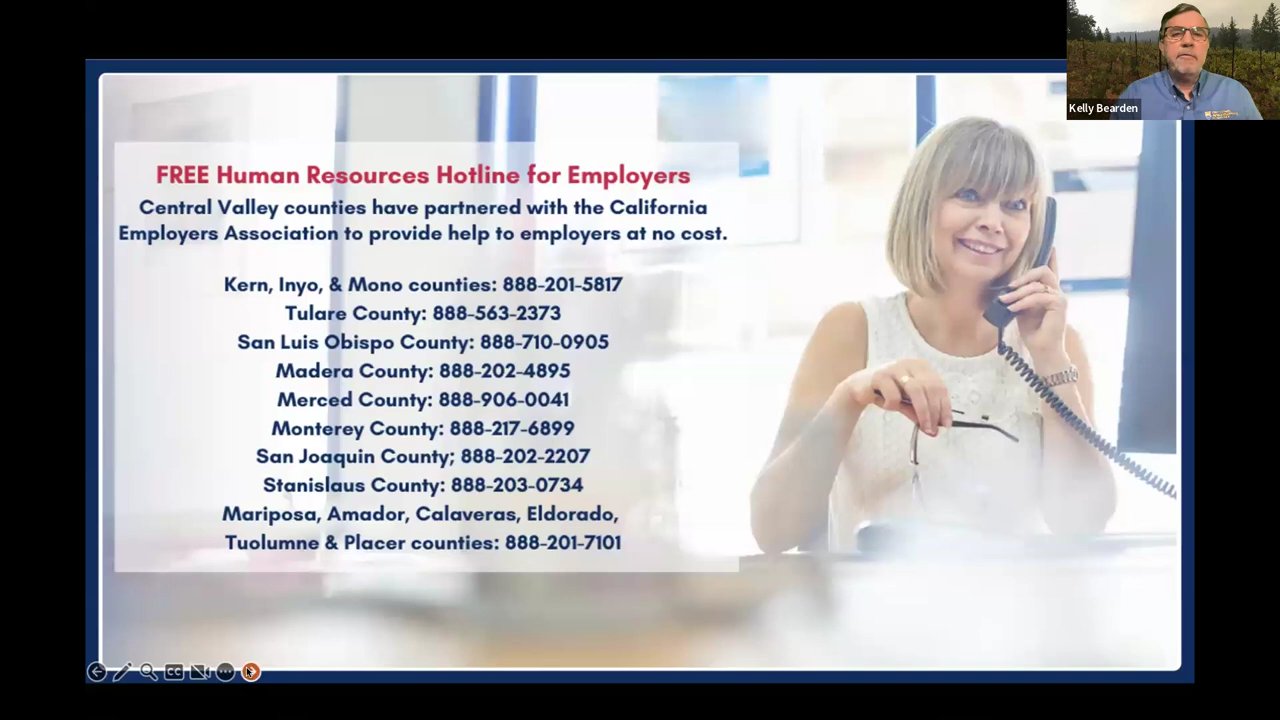 Kelly Bearden
FREE Human Resources Hotline for Employers
Central Valley counties have partnered with the California
Employers Association to provide help to employers at no cost.
Kern, Inyo, & Mono counties: 888-201-5817
Tulare County: 888-563-2373
San Luis Obispo County: 888-710-0905
Madera County: 888-202-4895
Merced County: 888-906-0041
Monterey County: 888-217-6899
San Joaquin County; 888-202-2207
Stanislaus County: 888-203-0734
Mariposa, Amador, Calaveras, Eldorado,
Tuolumne & Placer counties: 888-201-7101
CC